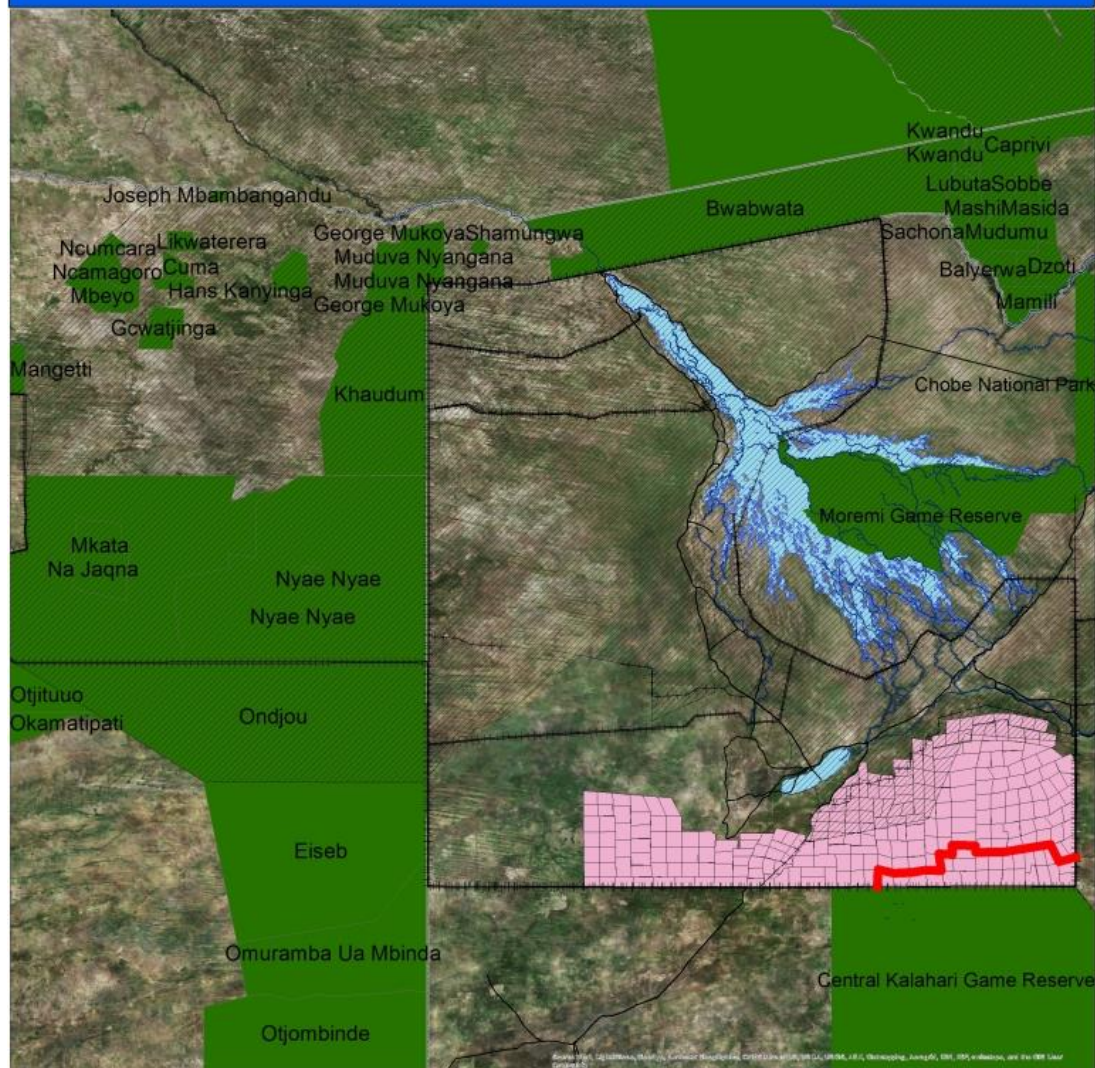 Kwandu
Kwandu
Caprivi
Joseph Mbambangandu
LubutaSobbe
Bwabwata
MashiMasida
George MukoyaShamungwa
SachonaMudumu
Ncumcara
Likwaterera
Muduva Nyangana
Ncamagoro
Cuma
BalyerwaDzoti
Muduva Nyangana
Mbeyo
Hans Kanyinga
George Mukoya
Mamili
Gcwatjinga
Mangetti
Khaudum
Chobe National Park
Moremi Game Reserve
Mkata
Na Jaqna
Nyae Nyae
Nyae Nyae
Otjituuo
Okamatipati
Ondjou
Eiseb
Omuramba Ua Mbinda
Central Kalahari Game Reserve
Otjombinde